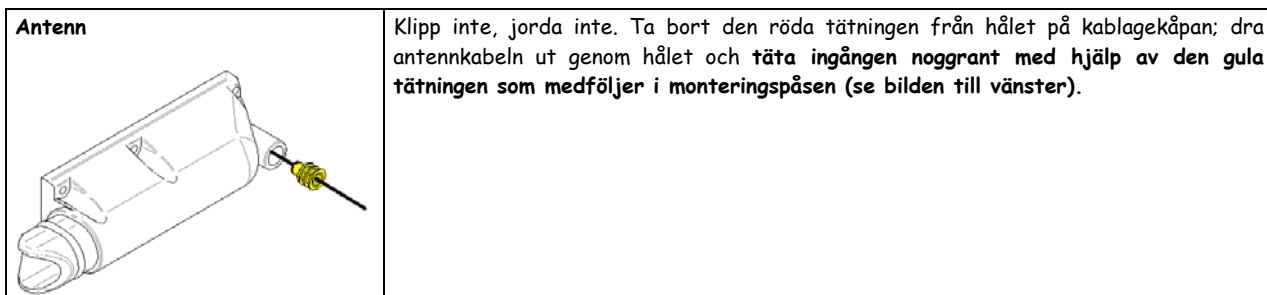 Antenn
Klipp inte, jorda inte. Ta bort den röda tätningen från hålet på kablagekåpan; dra
antennkabeln ut genom hålet och täta ingången noggrant med hjälp av den gula
tätningen som medföljer i monteringspåsen (se bilden till vänster).